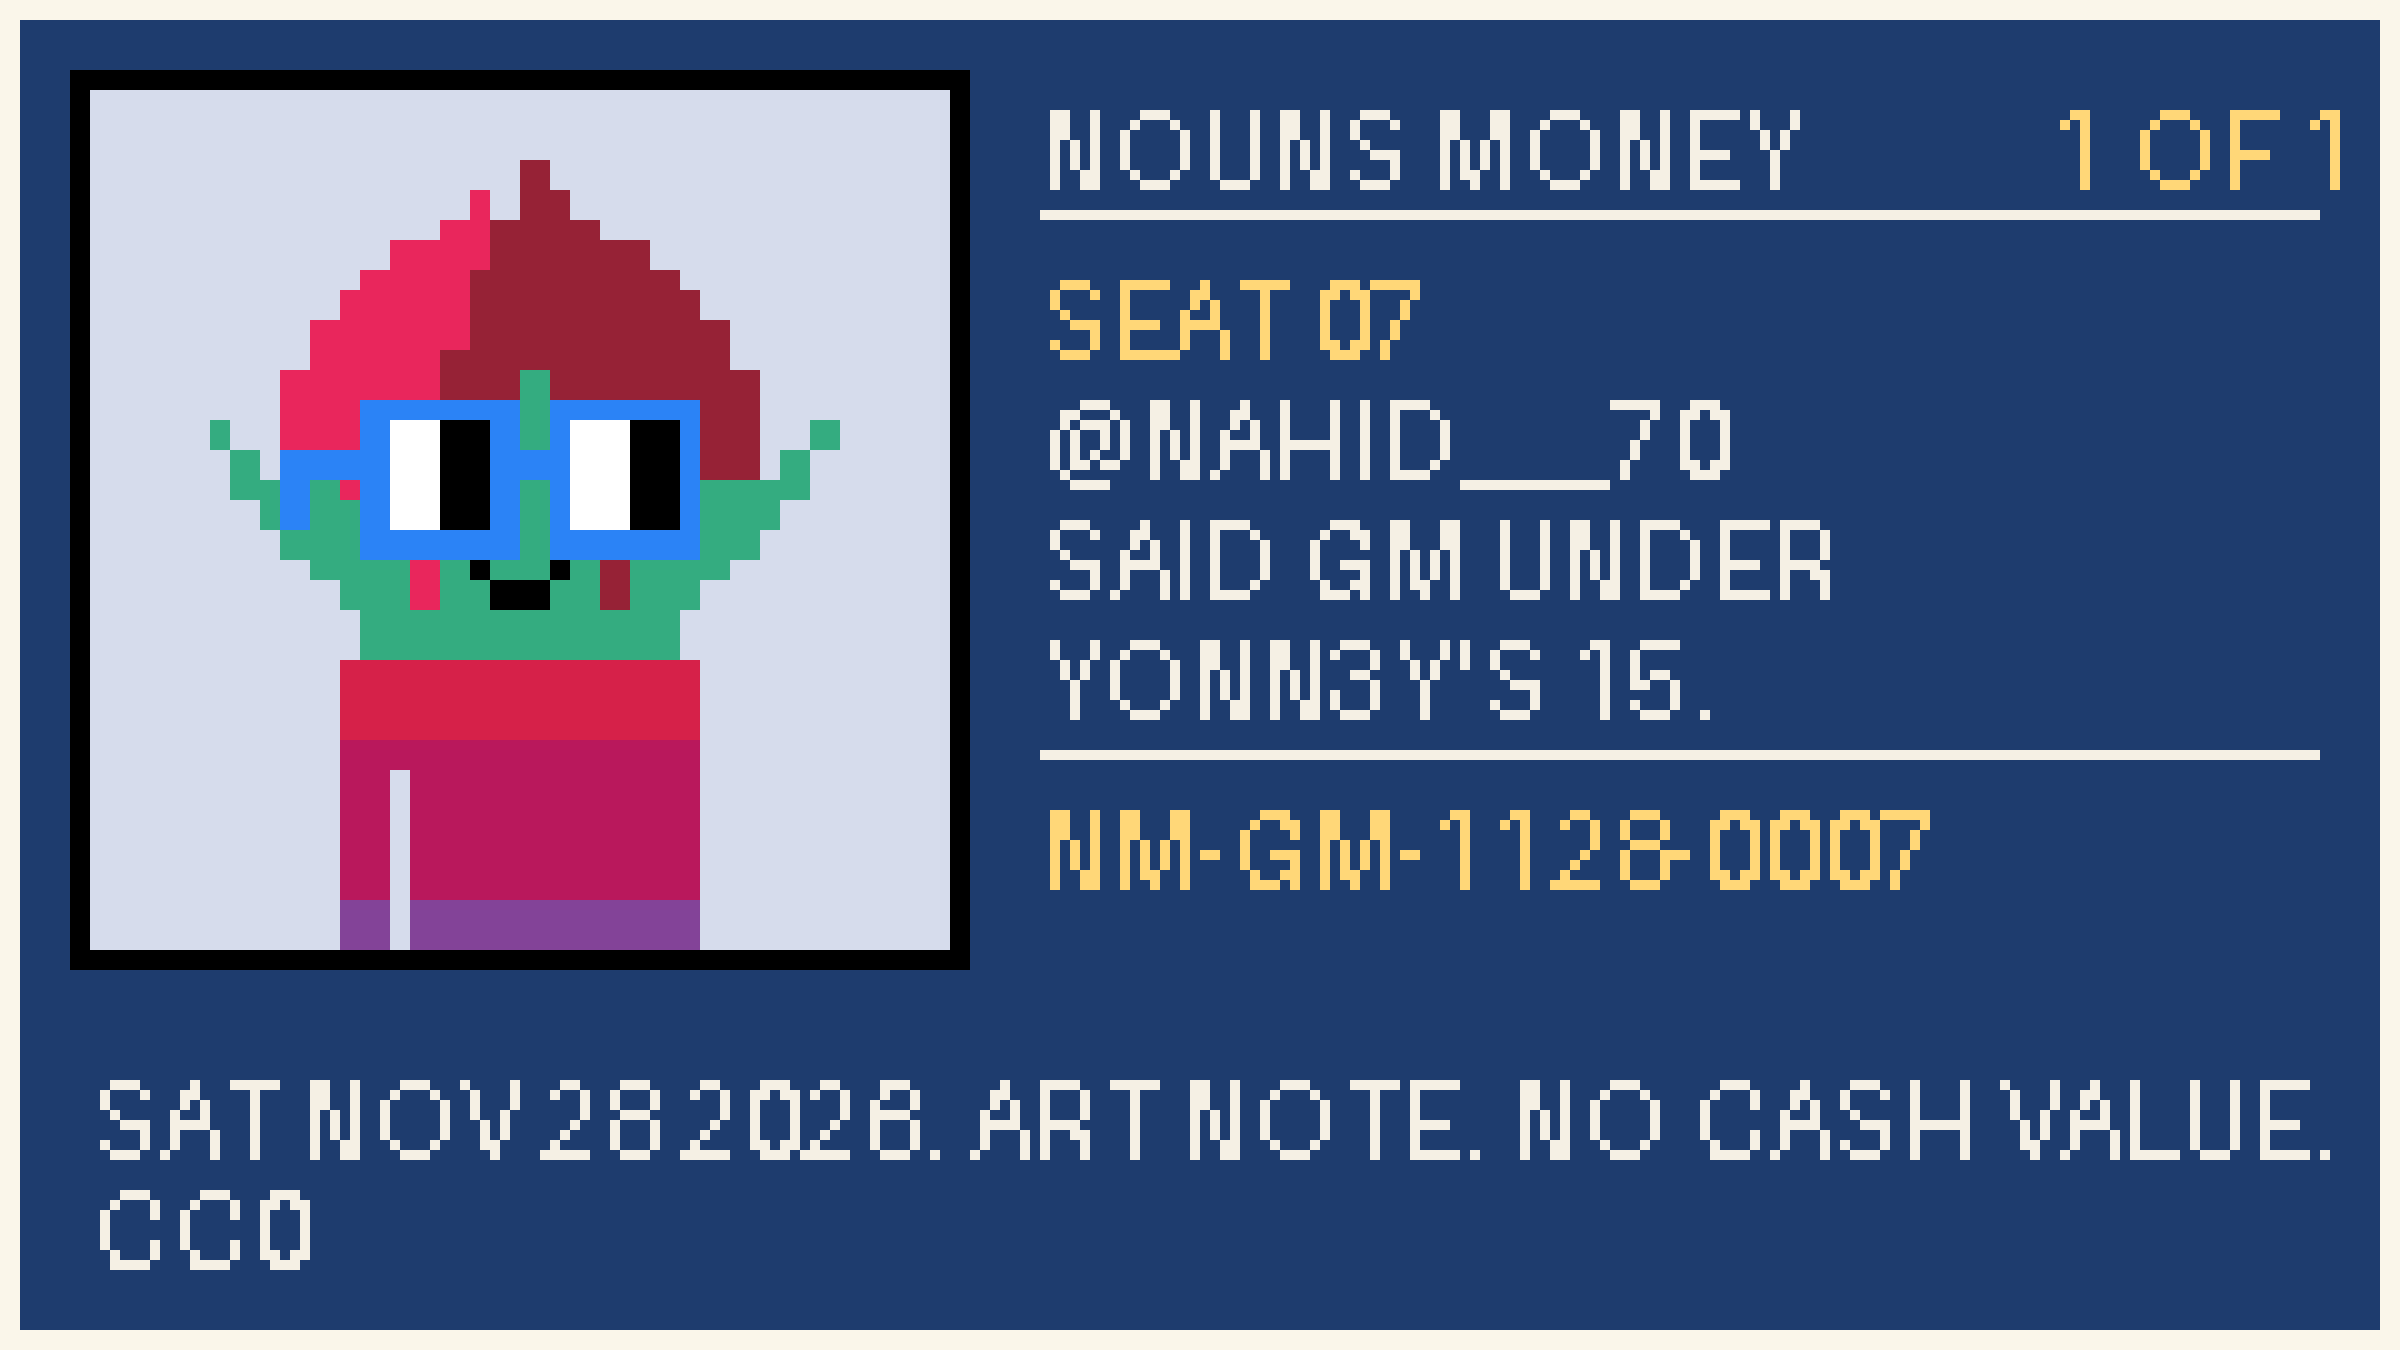 NOUNS MONEY 1 OF 1
SEAT 07
@NAHID___70
SAID GM UNDER
YONN3Y'S 15.
NM-GM-1128-0007
SAT NOV 28 2026. ART NOTE. NO CASH VALUE.
CC0